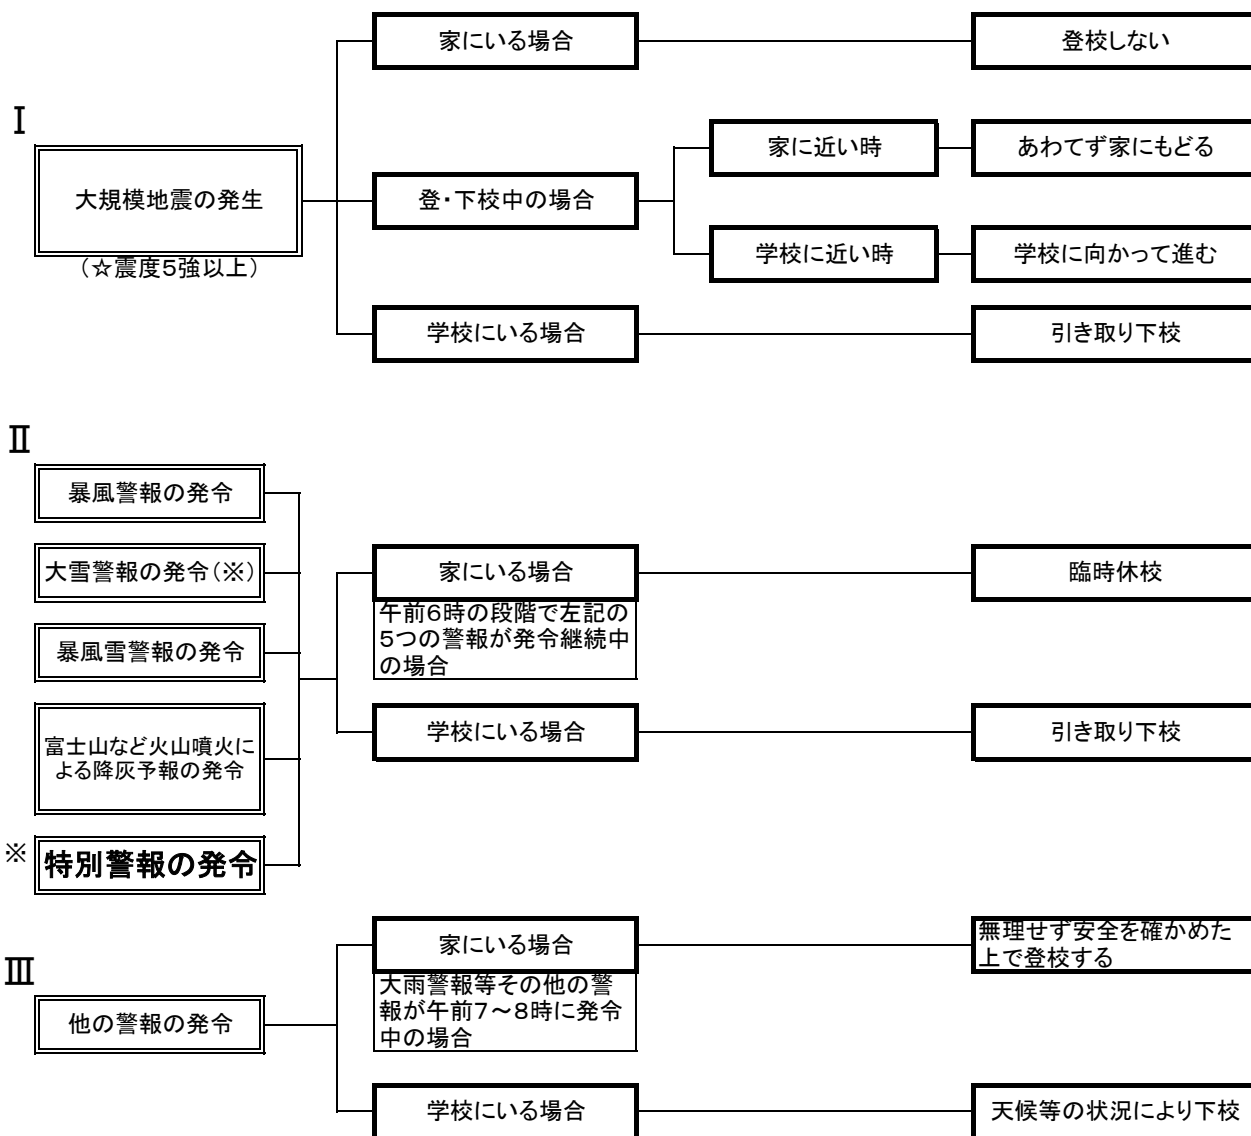 家にいる場合
登校しない
Ⅰ
家に近い時
あわてず家にもどる
大規模地震の発生
登・下校中の場合
(☆震度5強以上)
学校に近い時
学校に向かって進む
学校にいる場合
引き取り下校
Ⅱ
暴風警報の発令
大雪警報の発令(※)
暴風雪警報の発令
富士山など火山噴火に
よる降灰予報の発令
※
特別警報の発令
家にいる場合
臨時休校
午前6時の段階で左記の
5つの警報が発令継続中
の場合
学校にいる場合
引き取り下校
Ⅲ
他の警報の発令
家にいる場合
無理せず安全を確かめた
上で登校する
大雨警報等その他の警
報が午前7~8時に発令
中の場合
学校にいる場合
天候等の状況により下校